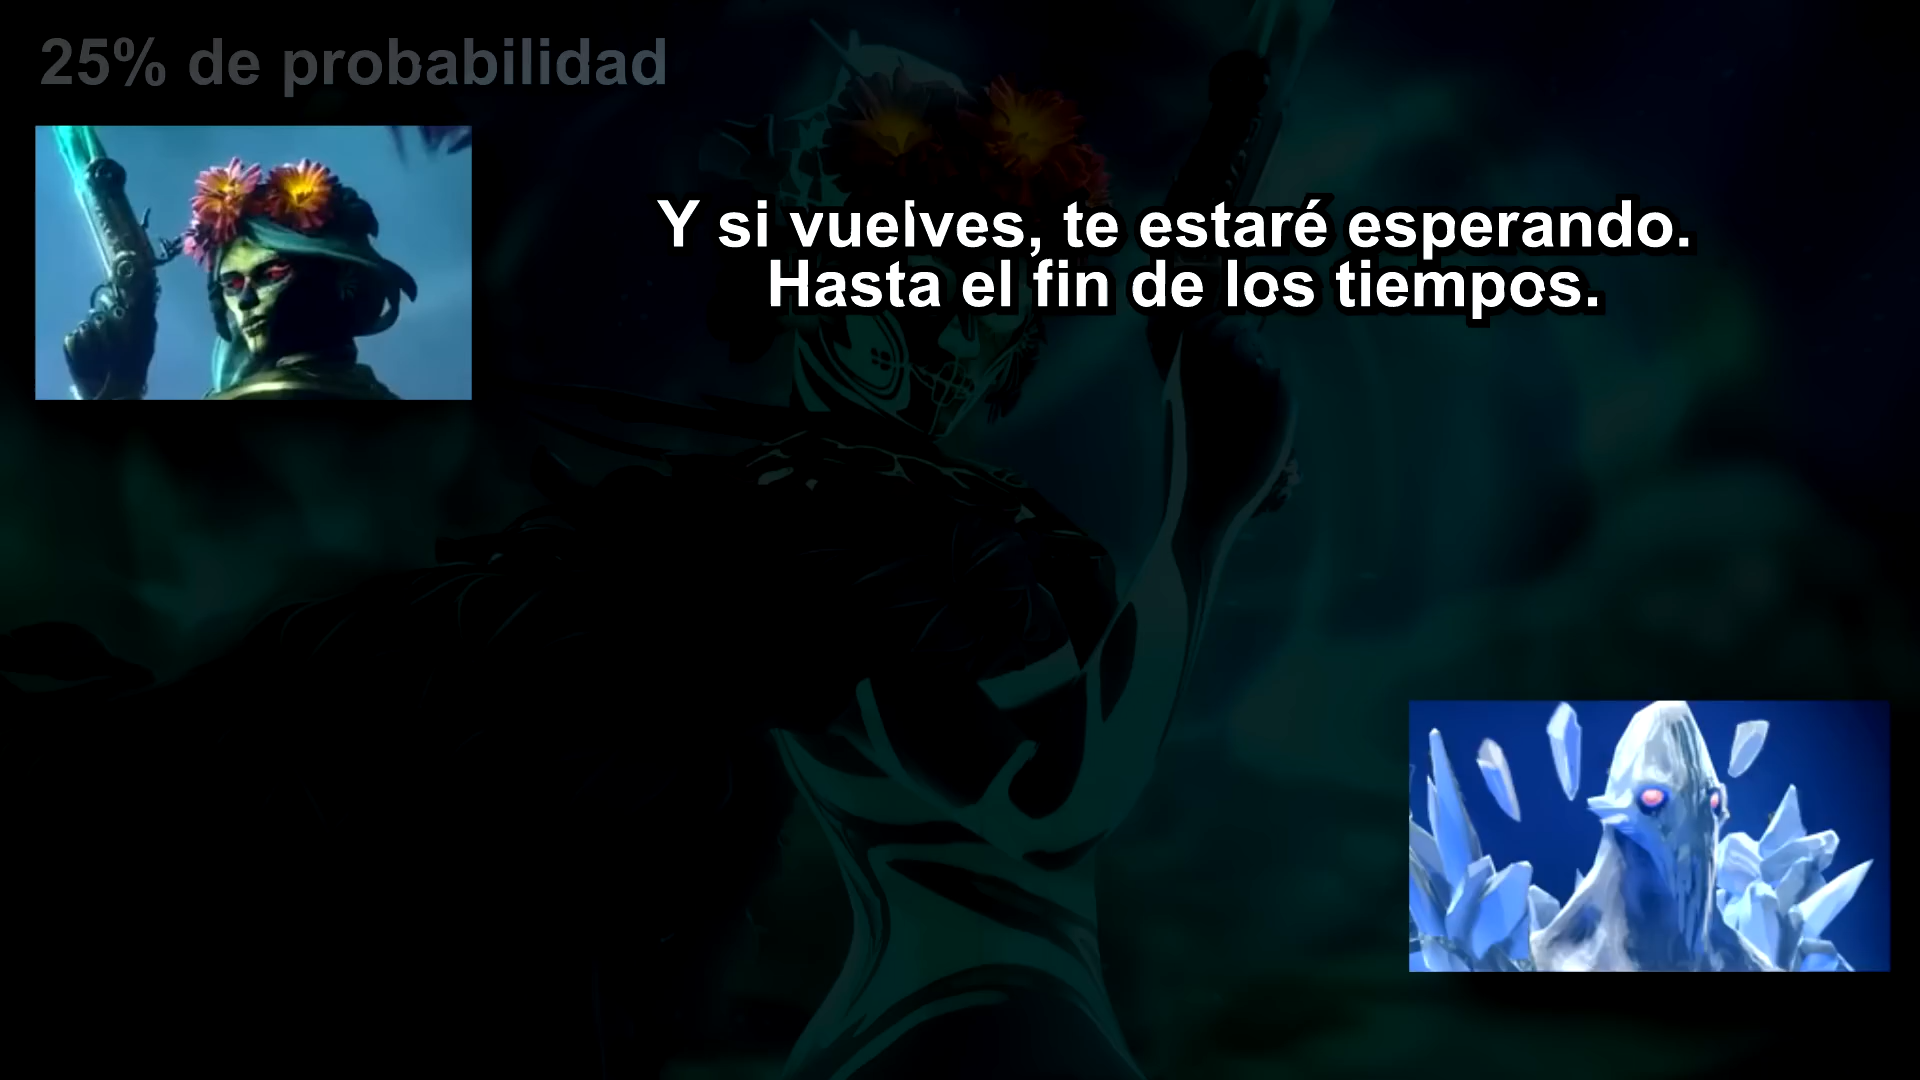 25% de probabilidad
Y si vuelves, te estaré esperando.
Hasta el fin de los tiempos.